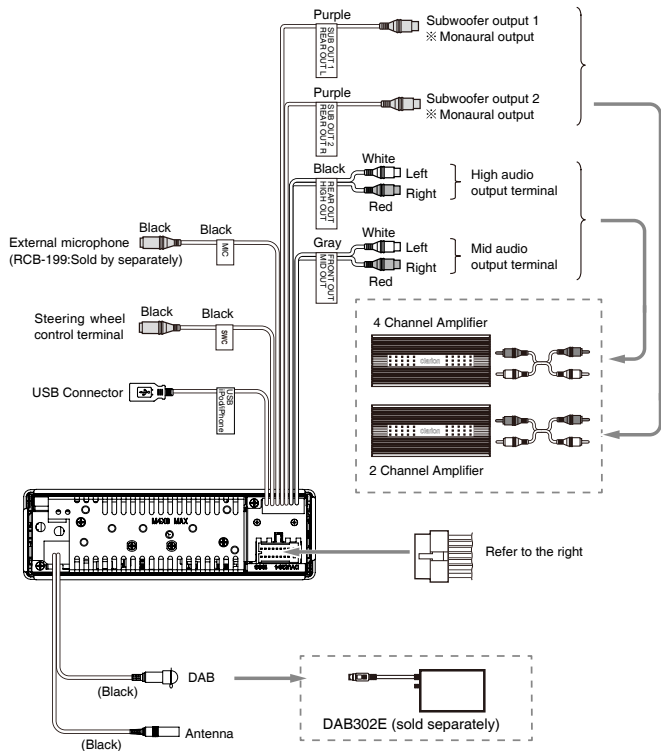 Purple
SUB OUT 1
REAR OUT L
Subwoofer output 1
※ Monaural output
Purple
SUB OUT 2
REAR OUT R
Subwoofer output 2
※ Monaural output
Black
REAR OUT
HIGH OUT
White
Left
Right
Red
High audio
output terminal
Gray
FRONT OUT
MID OUT
White
Left
Right
Red
Mid audio
output terminal
Black
Black
MIC
External microphone
(RCB-199:Sold by separately)
Black
Black
SWC
Steering wheel
control terminal
USB Connector
USB
iPod/iPhone
4 Channel Amplifier
clarion
clarion
2 Channel Amplifier
M4X8 MAX
Refer to the right
DAB
(Black)
DAB302E (sold separately)
Antenna
(Black)